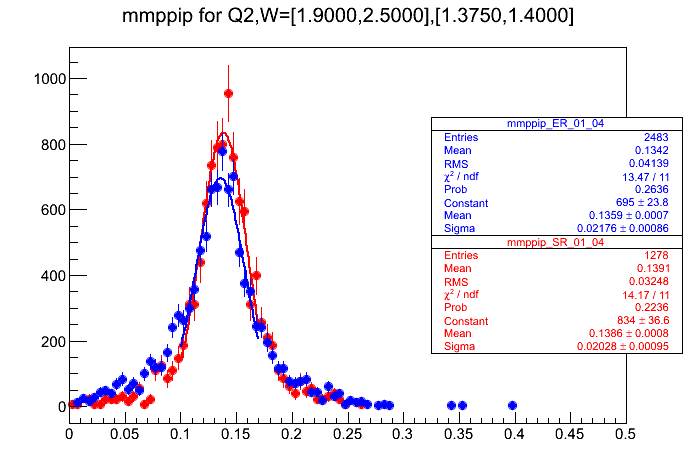 mmppip for Q2,W=[1.9000,2.5000],[1.3750,1.4000]
1000
800
600
400
200
0
0 0.05 0.1 0.15 0.2 0.25 0.3 0.35 0.4 0.45 0.5
mmppip_ER_01_04
Entries 2483
Mean 0.1342
RMS 0.04139
χ² / ndf 13.47 / 11
Prob 0.2636
Constant 695 ± 23.8
Mean 0.1359 ± 0.0007
Sigma 0.02176 ± 0.00086
mmppip_SR_01_04
Entries 1278
Mean 0.1391
RMS 0.03248
χ² / ndf 14.17 / 11
Prob 0.2236
Constant 834 ± 36.6
Mean 0.1386 ± 0.0008
Sigma 0.02028 ± 0.00095